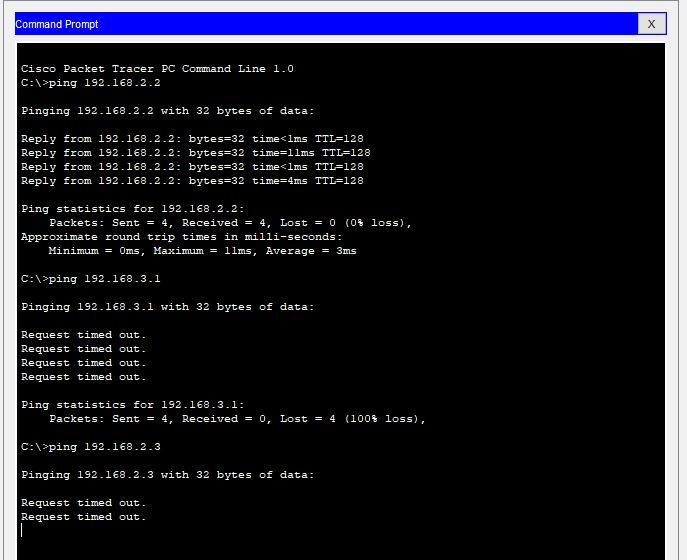 Command Prompt
X
Cisco Packet Tracer PC Command Line 1.0
C:\>ping 192.168.2.2
Pinging 192.168.2.2 with 32 bytes of data:
Reply from 192.168.2.2: bytes=32 time<1ms TTL=128
Reply from 192.168.2.2: bytes=32 time=11ms TTL=128
Reply from 192.168.2.2: bytes=32 time<1ms TTL=128
Reply from 192.168.2.2: bytes=32 time=4ms TTL=128
Ping statistics for 192.168.2.2:
Packets: Sent = 4, Received = 4, Lost = 0 (0% loss),
Approximate round trip times in milli-seconds:
Minimum = 0ms, Maximum = 11ms, Average = 3ms
C:\>ping 192.168.3.1
Pinging 192.168.3.1 with 32 bytes of data:
Request timed out.
Request timed out.
Request timed out.
Request timed out.
Ping statistics for 192.168.3.1:
Packets: Sent = 4, Received = 0, Lost = 4 (100% loss),
C:\>ping 192.168.2.3
Pinging 192.168.2.3 with 32 bytes of data:
Request timed out.
Request timed out.